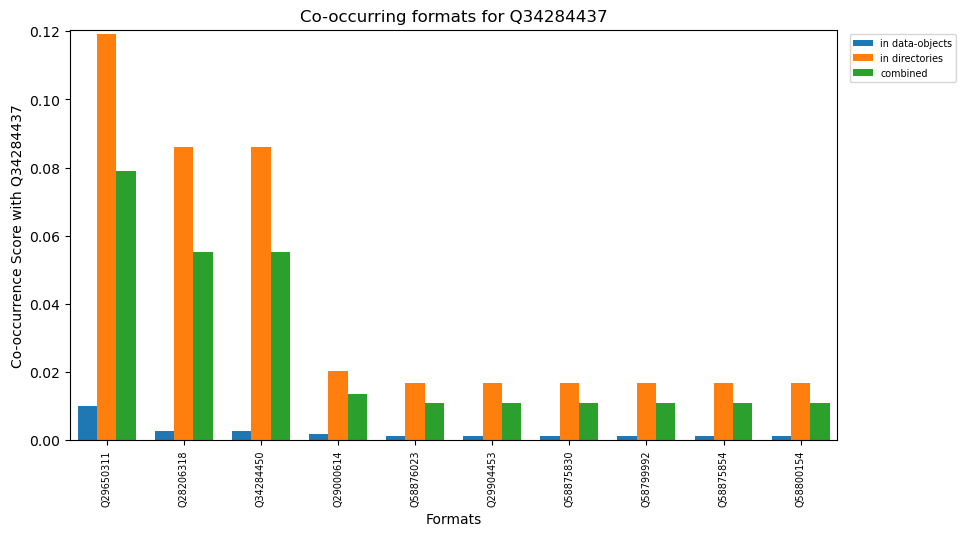 Co-occurring formats for Q34284437
Co-occurrence Score with Q34284437
0.12
0.10
0.08
0.06
0.04
0.02
0.00
in data-objects
in directories
combined
Q29650311
Q28206318
Q34284450
Q29000614
Q58876023
Q29904453
Q58875830
Q58799992
Q58875854
Q58800154
Formats